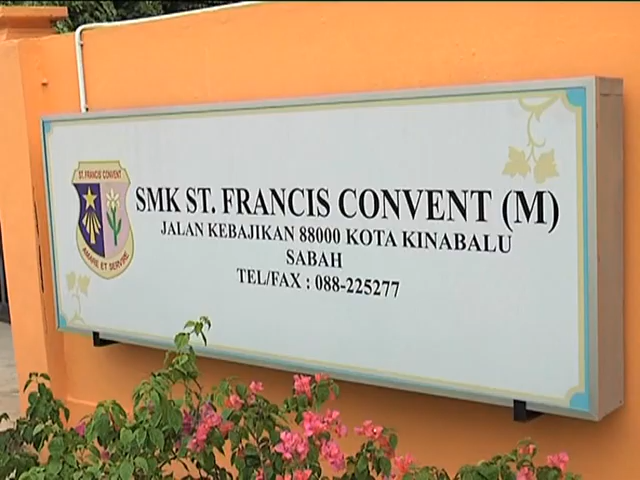 ST. FRANCIS CONVENT
AMARE ET SERVIRE
SMK ST. FRANCIS CONVENT (M)
JALAN KEBAJIKAN 88000 KOTA KINABALU
SABAH
TEL/FAX : 088-225277